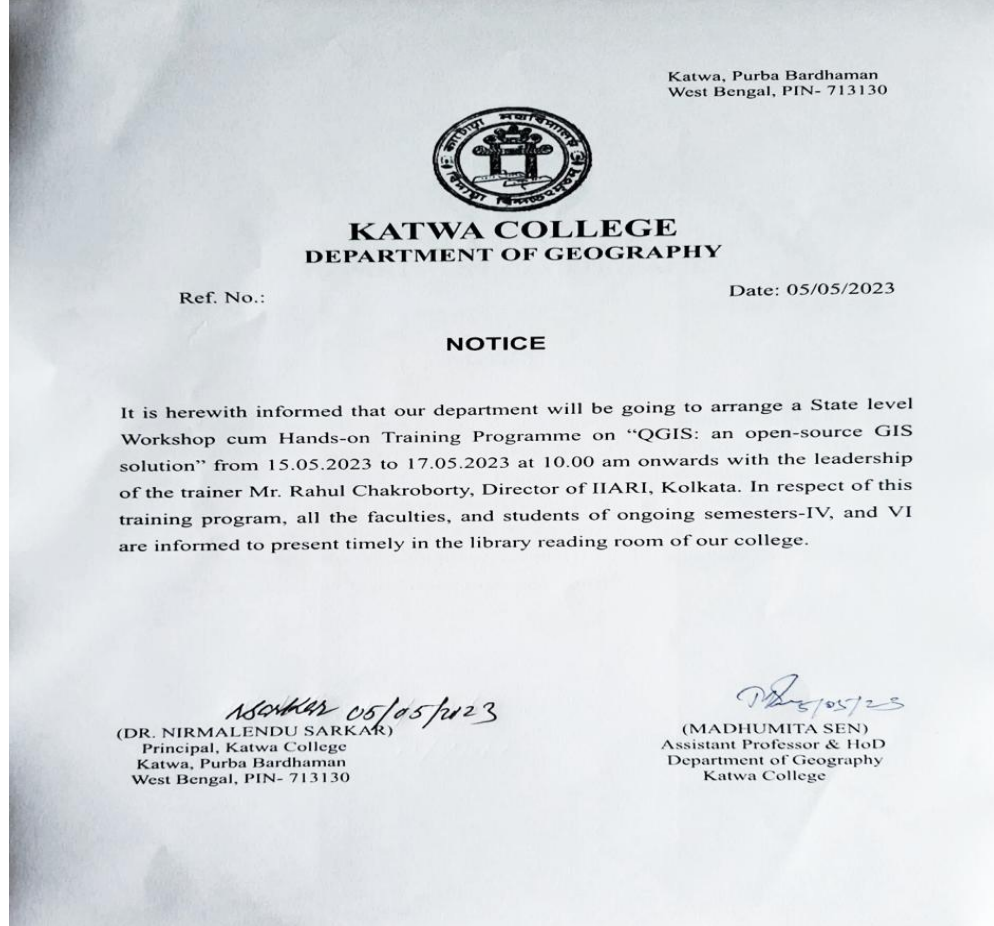 Katwa, Purba Bardhaman
West Bengal, PIN- 713130
KATWA COLLEGE
DEPARTMENT OF GEOGRAPHY
Ref. No.:
Date: 05/05/2023
NOTICE
It is herewith informed that our department will be going to arrange a State level
Workshop cum Hands-on Training Programme on “QGIS: an open-source GIS
solution” from 15.05.2023 to 17.05.2023 at 10.00 am onwards with the leadership
of the trainer Mr. Rahul Chakroborty, Director of IIARI, Kolkata. In respect of this
training program, all the faculties, and students of ongoing semesters-IV, and VI
are informed to present timely in the library reading room of our college.
NSarkar 05/05/2023
(DR. NIRMALENDU SARKAR)
Principal, Katwa College
Katwa, Purba Bardhaman
West Bengal, PIN- 713130
(MADHUMITA SEN)
Assistant Professor & HoD
Department of Geography
Katwa College